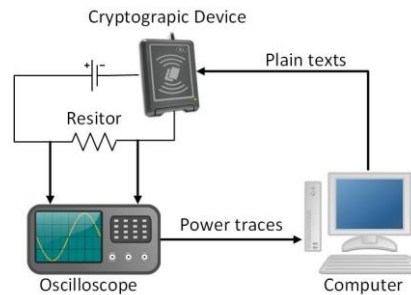 Cryptograpic Device
+ -
Plain texts
Resitor
Power traces
Oscilloscope
Computer